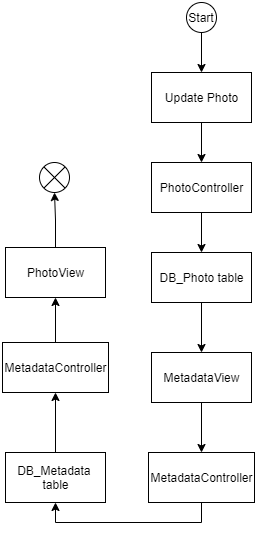 Start
Update Photo
PhotoController
DB_Photo table
MetadataView
MetadataController
DB_Metadata
table
MetadataController
PhotoView